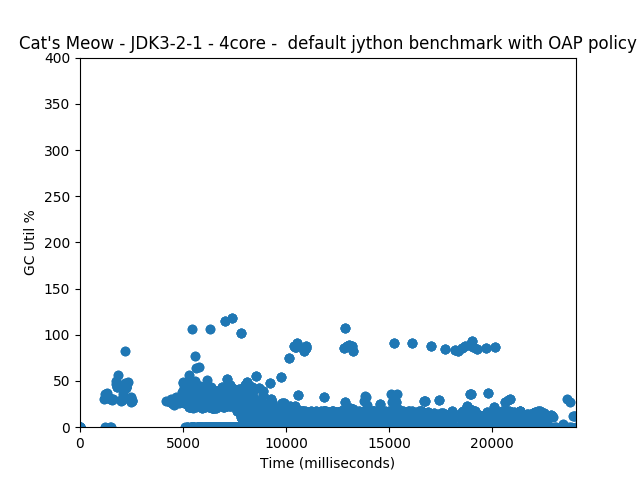 Cat's Meow - JDK3-2-1 - 4core -  default jython benchmark with OAP policy
400
350
300
250
200
150
100
50
0
GC Util %
0 5000 10000 15000 20000
Time (milliseconds)